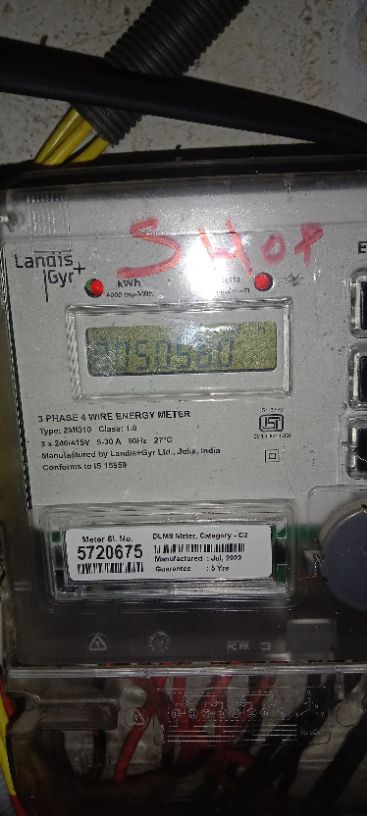 SHOP
Landis
Gyr+
kWh
3 PHASE 4 WIRE ENERGY METER
Type: ZMI310 Class: 1.0
3 x 240/415V 5-30 A 50Hz 27°C
Manufactured by Landis+Gyr Ltd., Joka, India
Conforms to IS 15959
Meter Sl. No.
5720675
DLMS Meter, Category - C2
Manufactured : Jul, 2022
Guarantee : 5 Yrs